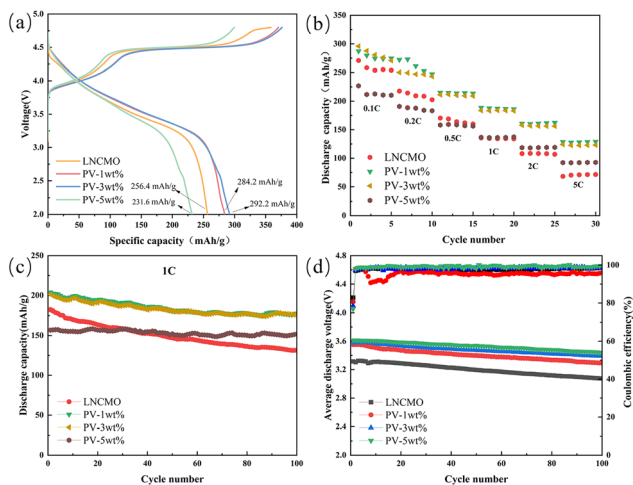 (a)
Voltage(V)
5.0
4.5
4.0
3.5
3.0
2.5
2.0
LNCMO
PV-1wt%
PV-3wt%
PV-5wt%
256.4 mAh/g
231.6 mAh/g
284.2 mAh/g
292.2 mAh/g
0 50 100 150 200 250 300 350 400
Specific capacity（mAh/g）
(b)
Discharge capacity（mAh/g）
350
300
250
200
150
100
50
0
0.1C
0.2C
0.5C
1C
2C
5C
LNCMO
PV-1wt%
PV-3wt%
PV-5wt%
0 5 10 15 20 25 30
Cycle number
(c)
1C
Discharge capacity(mAh/g)
250
200
150
100
50
0
LNCMO
PV-1wt%
PV-3wt%
PV-5wt%
0 20 40 60 80 100
Cycle number
(d)
Average discharge voltage(V)
4.8
4.4
4.0
3.6
3.2
2.8
2.4
LNCMO
PV-1wt%
PV-3wt%
PV-5wt%
100
80
60
40
20
0
Coulombic efficiency(%)
0 20 40 60 80 100
Cycle number